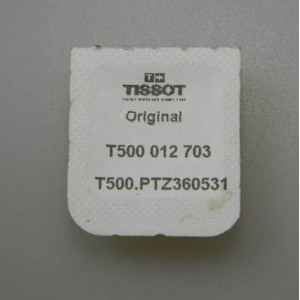 T+
TISSOT
Original
T500 012 703
T500.PTZ360531